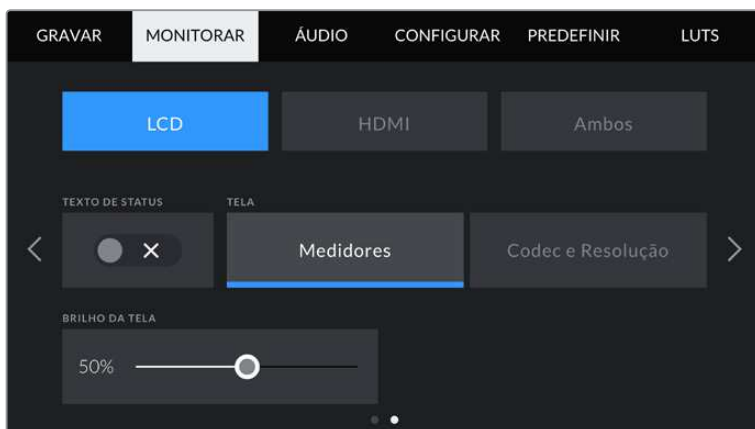 GRAVAR MONITORAR ÁUDIO CONFIGURAR PREDEFINIR LUTS
LCD HDMI Ambos
TEXTO DE STATUS TELA
Medidores Codec e Resolução
BRILHO DA TELA
50%